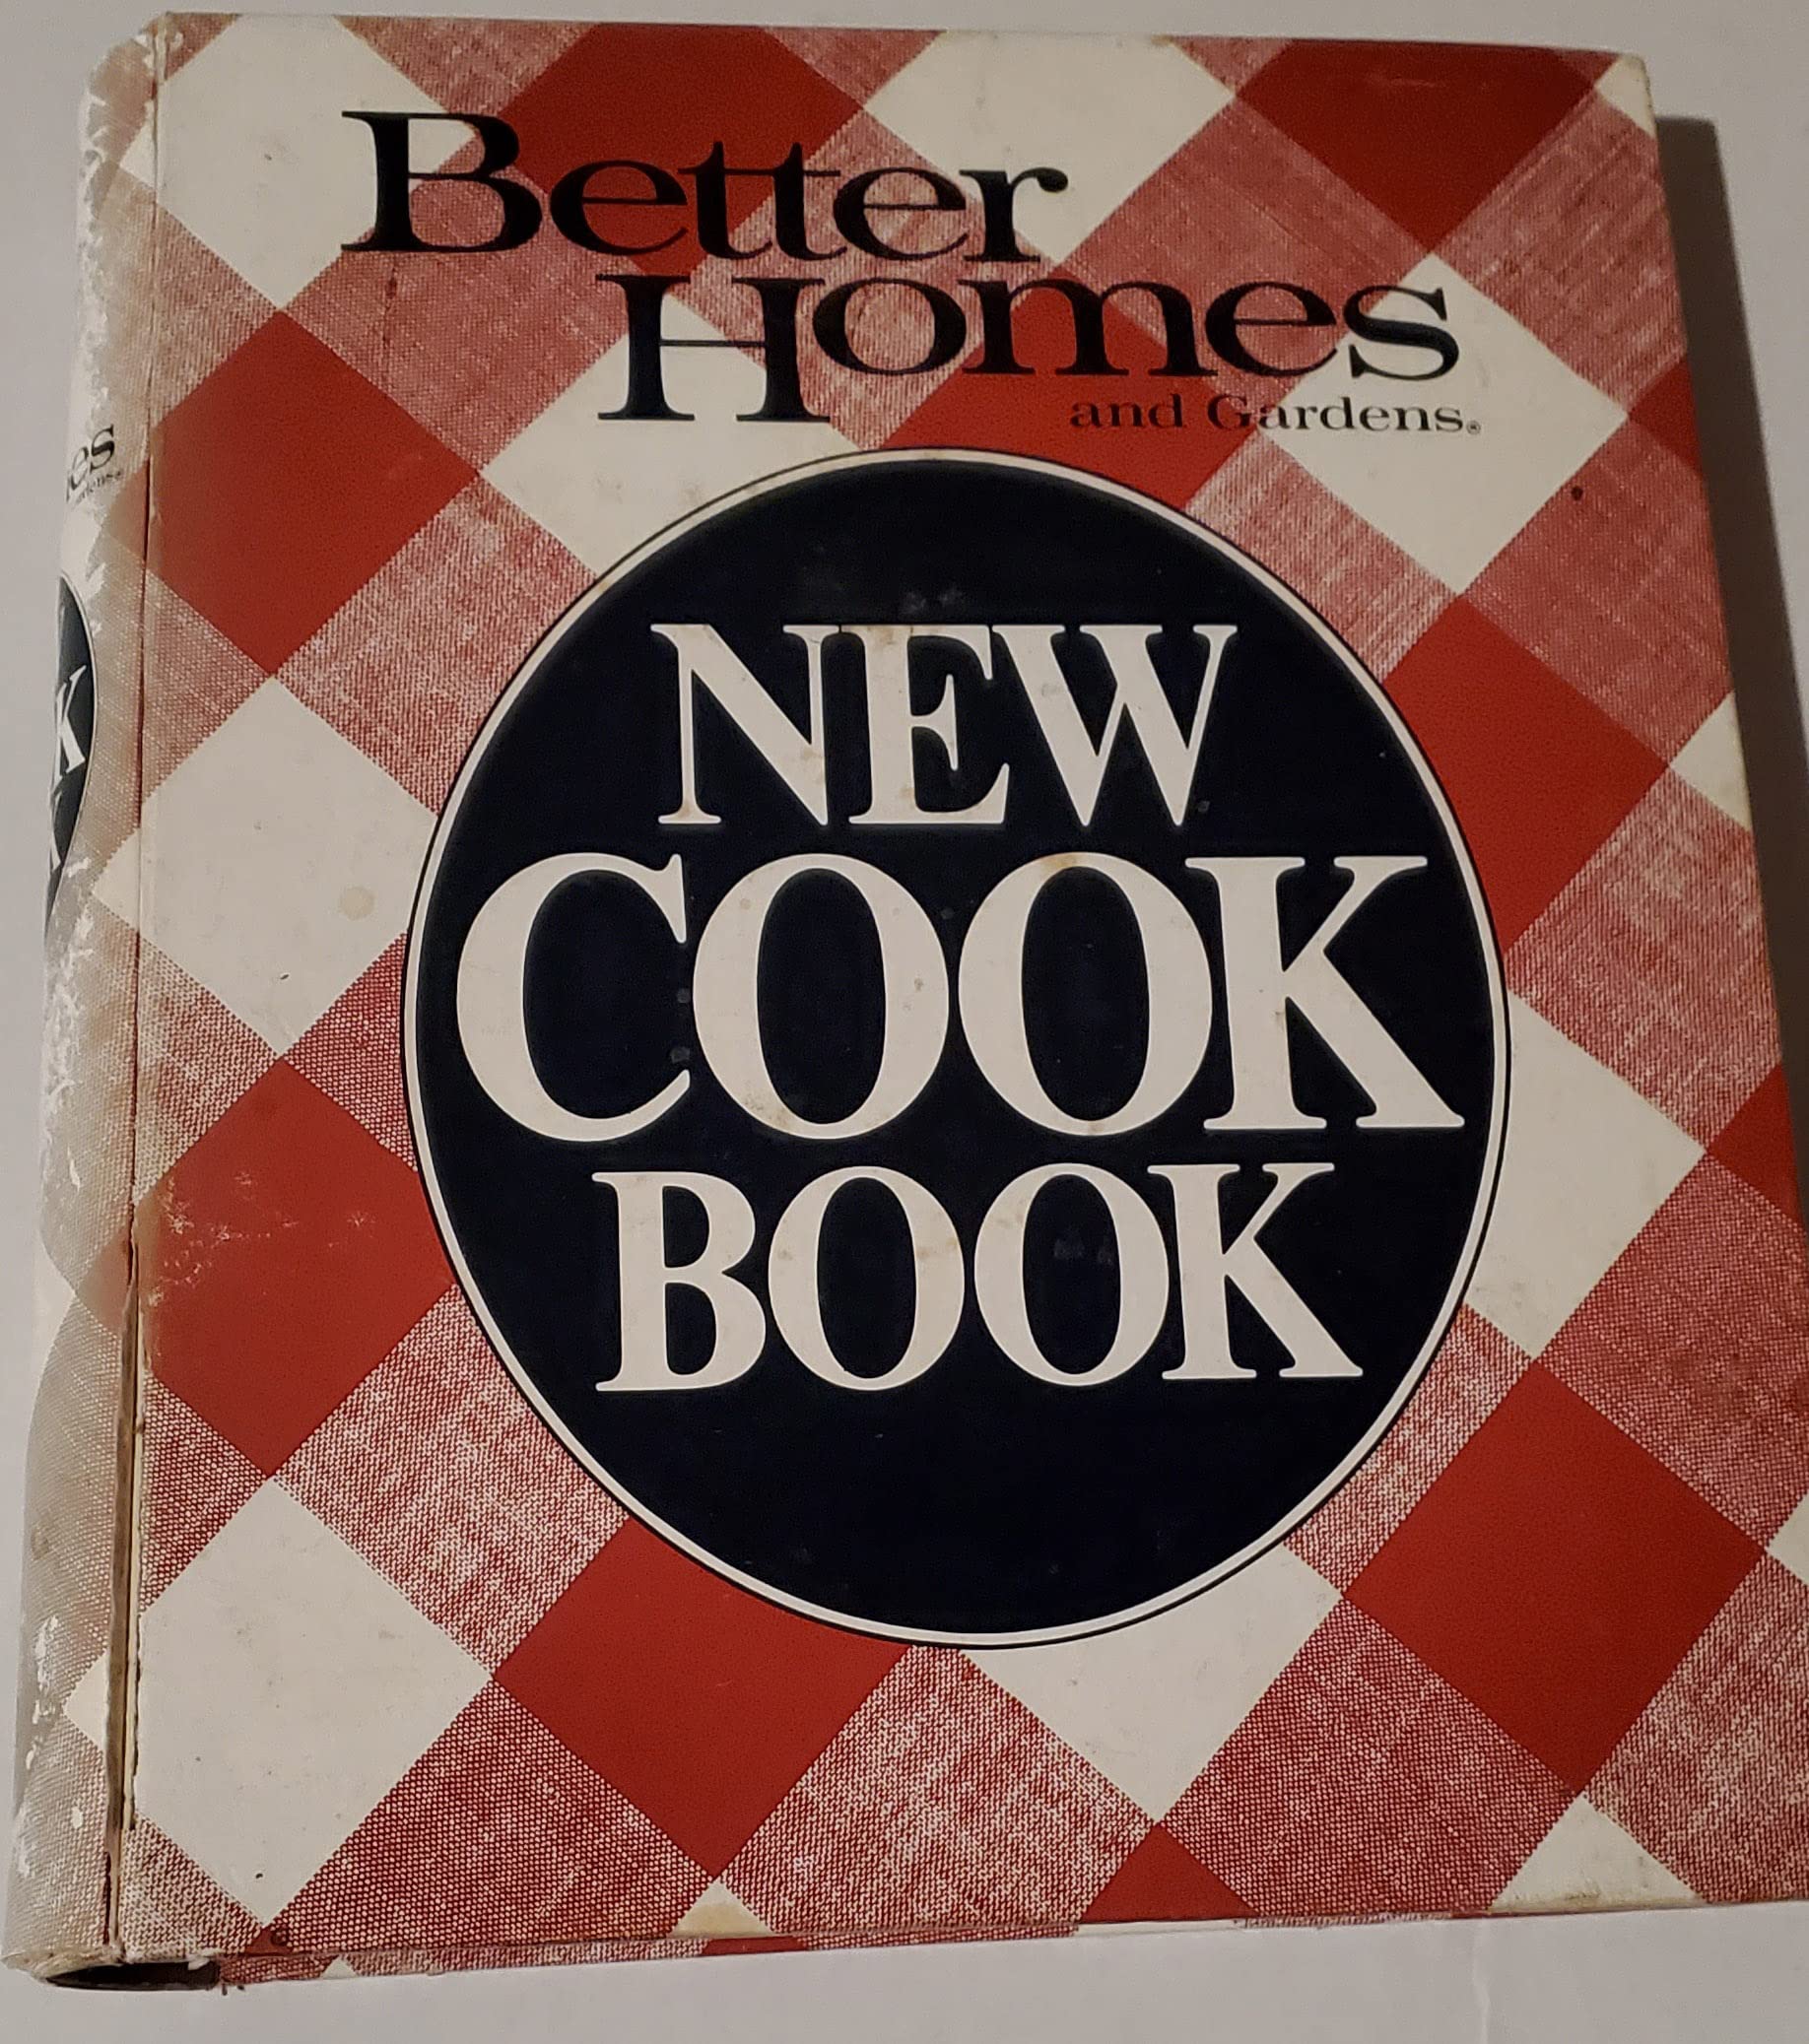 Better
Homes
and Gardens®
NEW
COOK
BOOK